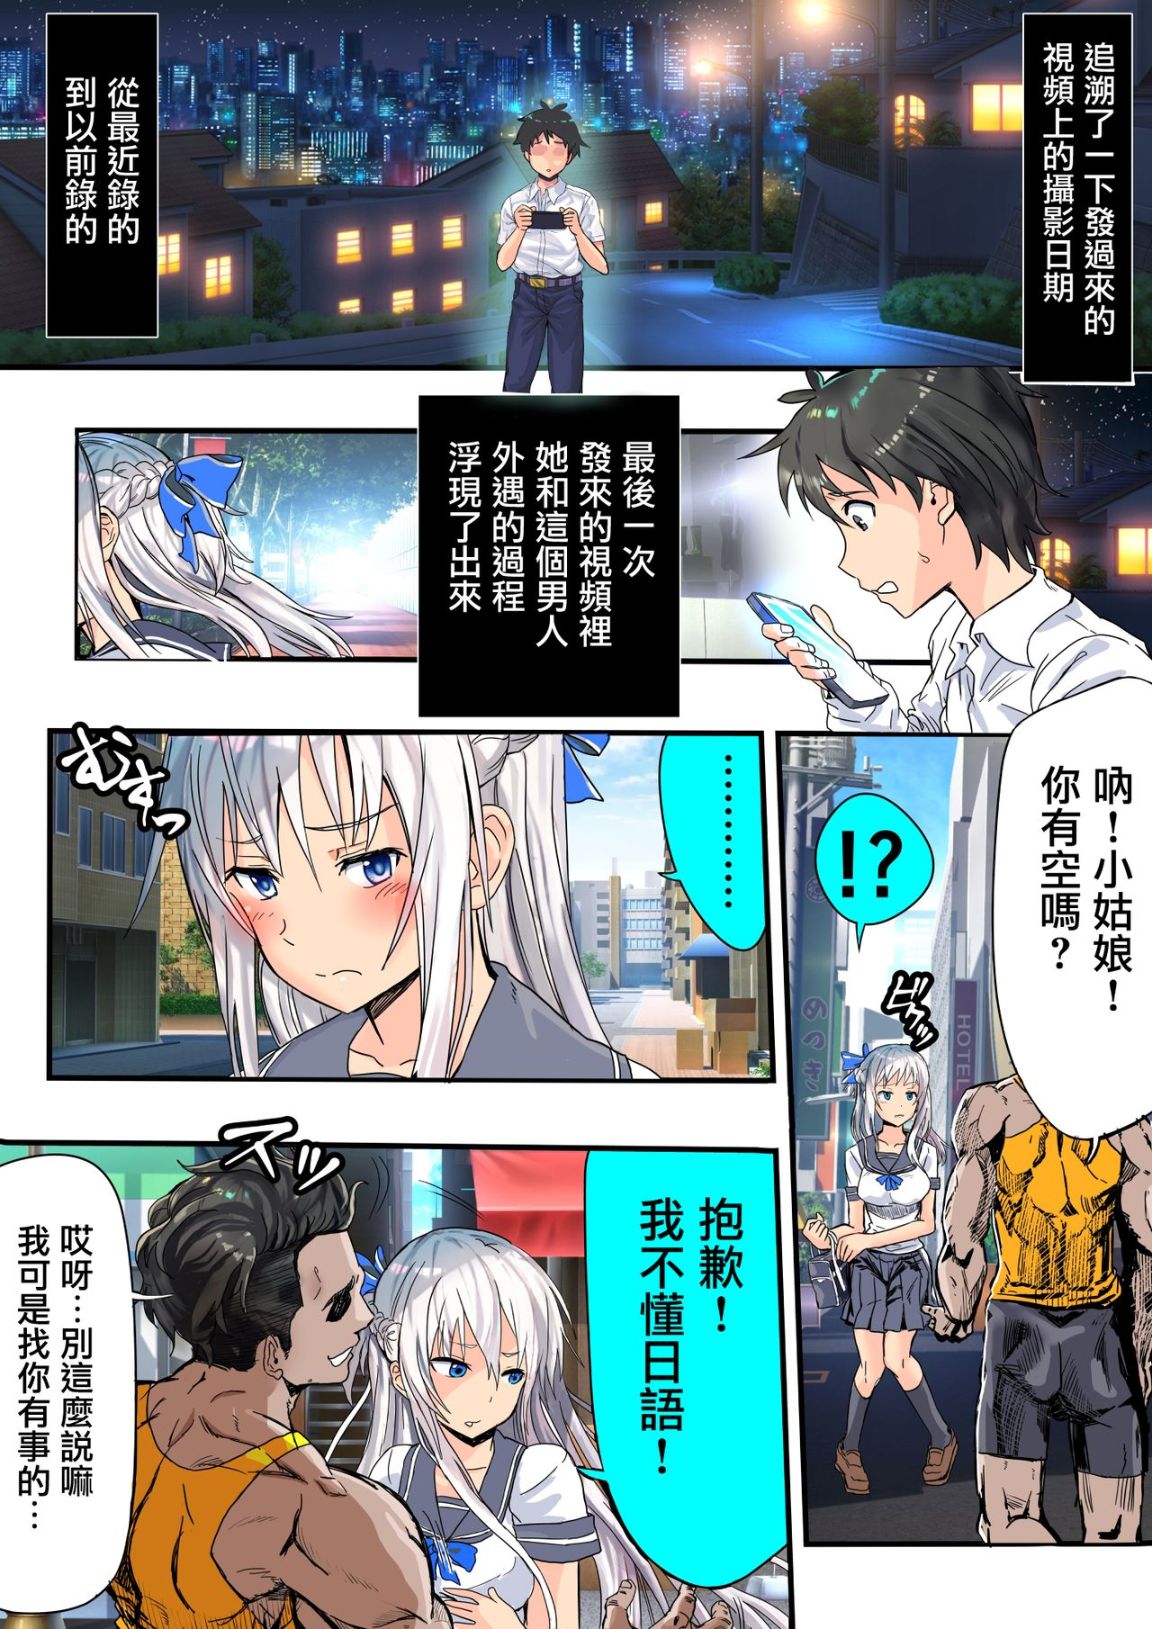 追溯了一下發過來的
視頻上的攝影日期
從最近錄的
到以前錄的
最後一次
發來的視頻裡
她和這個男人
外遇的過程
浮現了出來
吶！小姑娘！
你有空嗎？
!?
ビクッ
HOTEL
めつき
…………
むすっ
抱歉！
我不懂日語！
スッ
哎呀…別這麼説嘛
我可是找你有事的…